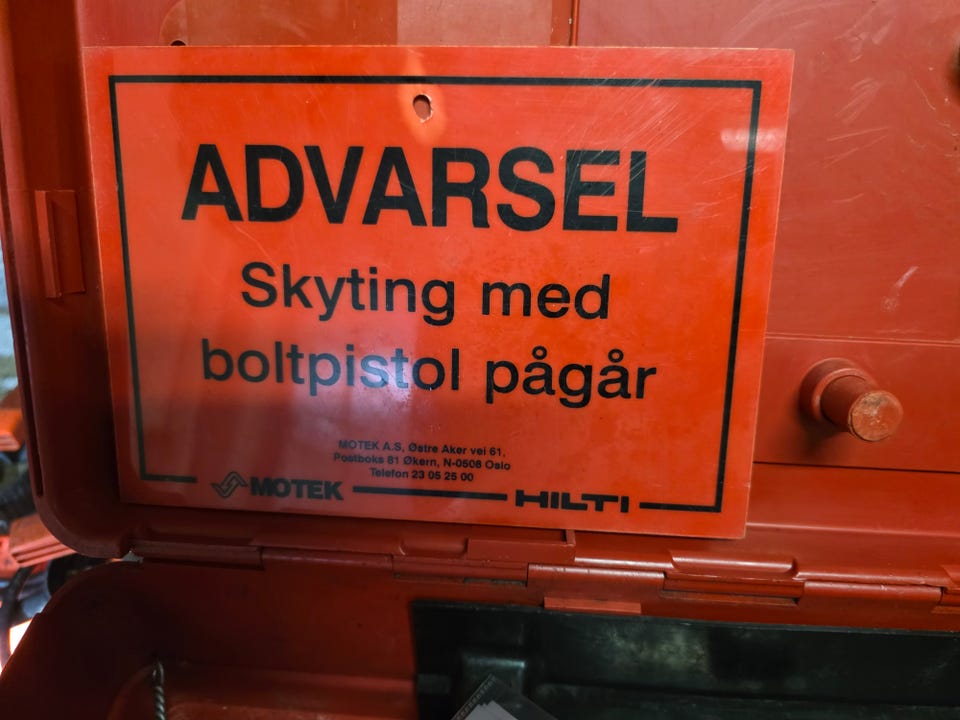 ADVARSEL
Skyting med
boltpistol pågår
MOTEK A.S, Østre Aker vei 61,
Postboks 81 Økern, N-0508 Oslo
Telefon 23 05 25 00
MOTEK HILTI